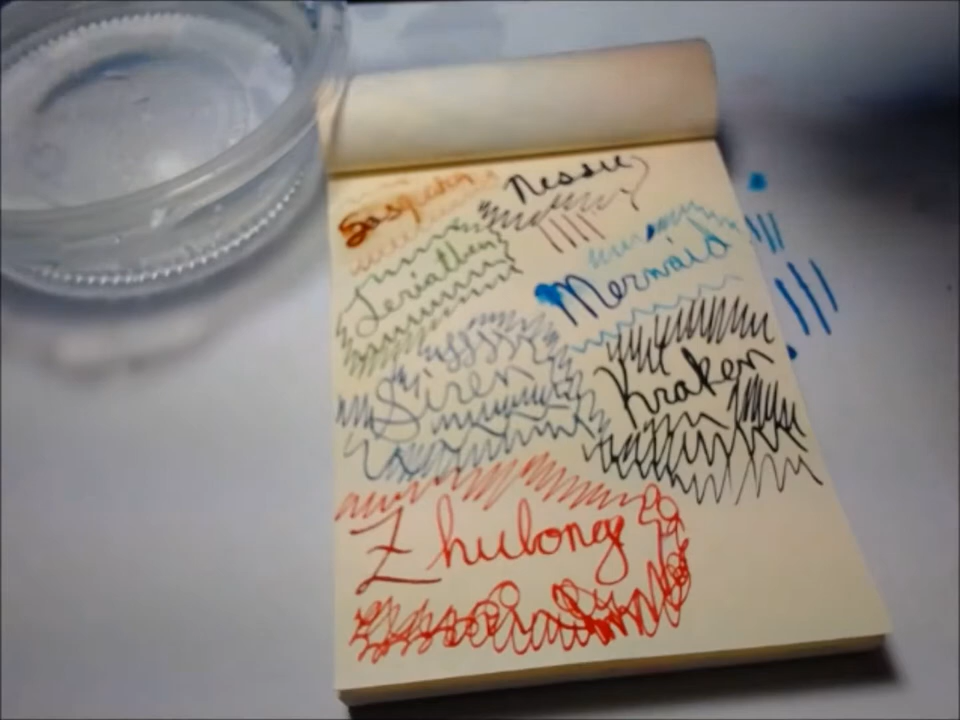 Sasquatch
Nessie
Leviathan
Mermaid
Siren
Kraken
Zhulong